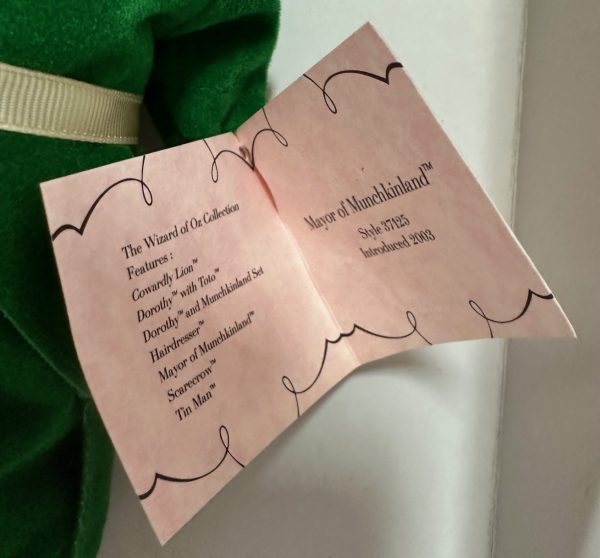 The Wizard of Oz Collection
Features :
Cowardly Lion™
Dorothy™ with Toto™
Dorothy™ and Munchkinland Set
Hairdresser™
Mayor of Munchkinland™
Scarecrow™
Tin Man™
Mayor of Munchkinland™
Style 37125
Introduced 2003